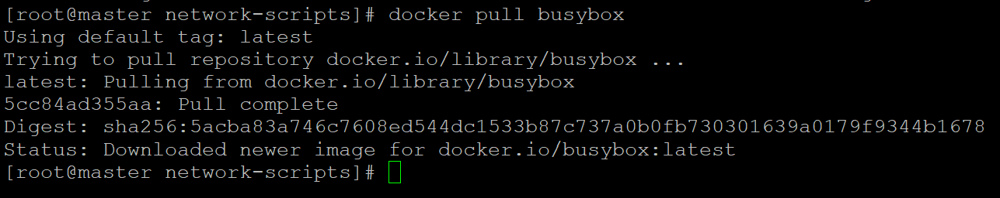 [root@master network-scripts]# docker pull busybox
Using default tag: latest
Trying to pull repository docker.io/library/busybox ...
latest: Pulling from docker.io/library/busybox
5cc84ad355aa: Pull complete
Digest: sha256:5acba83a746c7608ed544dc1533b87c737a0b0fb730301639a0179f9344b1678
Status: Downloaded newer image for docker.io/busybox:latest
[root@master network-scripts]#